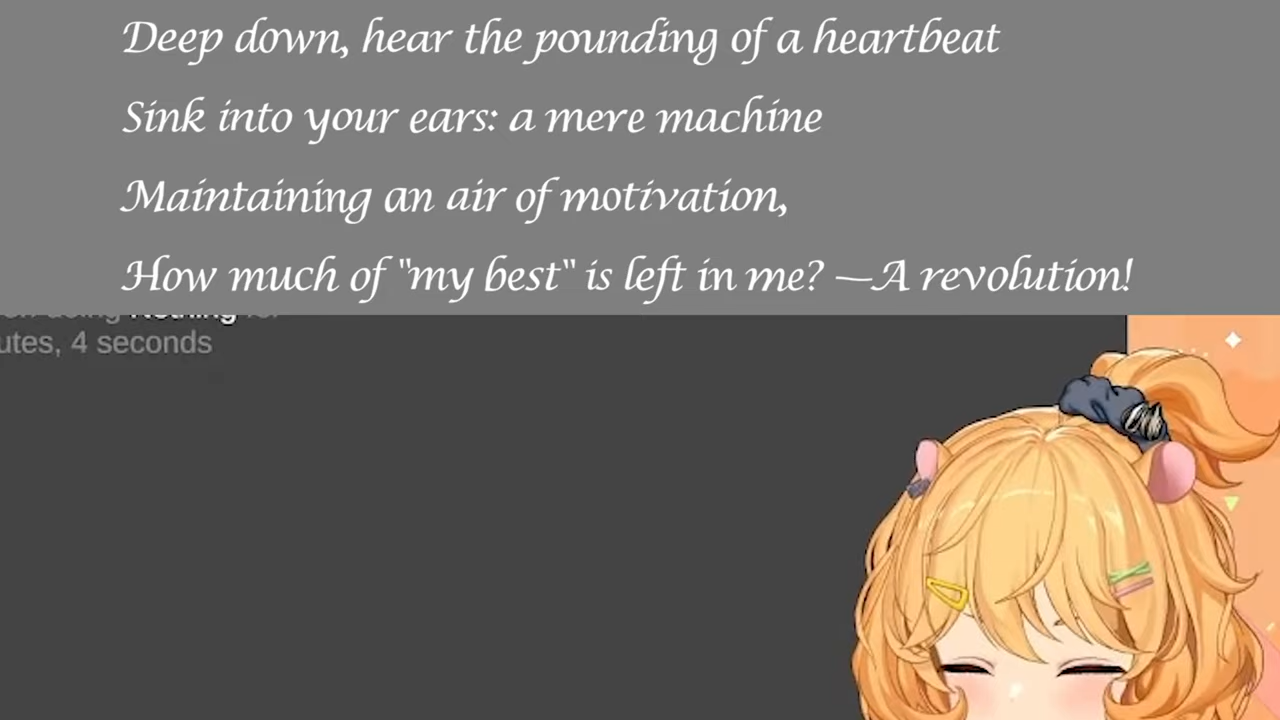 Deep down, hear the pounding of a heartbeat
Sink into your ears: a mere machine
Maintaining an air of motivation,
How much of "my best" is left in me? —A revolution!
Nothing
utes, 4 seconds